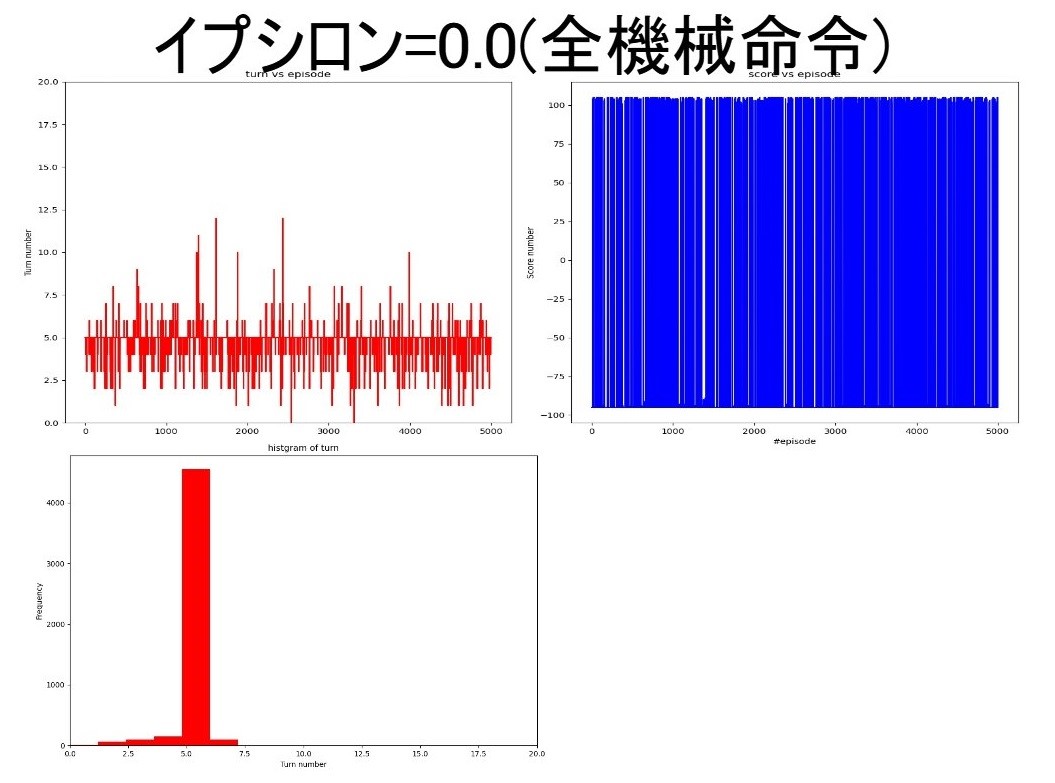 イプシロン=0.0(全機械命令)
turn vs episode
20.0
17.5
15.0
12.5
10.0
7.5
5.0
2.5
0.0
Turn number
0 1000 2000 3000 4000 5000
score vs episode
100
75
50
25
0
−25
−50
−75
−100
Score number
0 1000 2000 3000 4000 5000
#episode
histgram of turn
4000
3000
2000
1000
0
Frequency
0.0 2.5 5.0 7.5 10.0 12.5 15.0 17.5 20.0
Turn number